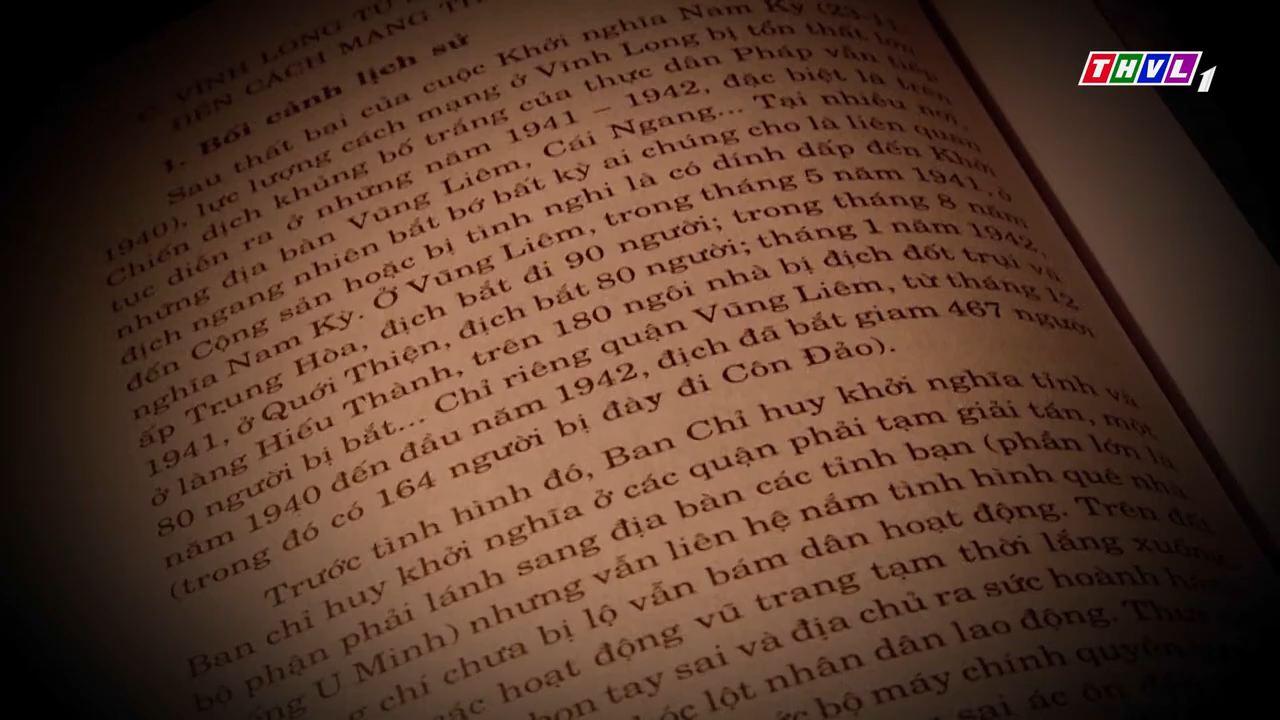 THVL1
C. VĨNH LONG TỪ
ĐẾN CÁCH MẠNG
1. Bối cảnh lịch sử
Sau thất bại của cuộc Khởi nghĩa Nam Kỳ (23-11-
1940), lực lượng cách mạng ở Vĩnh Long bị tổn thất lớn
Chiến dịch khủng bố trắng của thực dân Pháp vẫn tiếp
tục diễn ra ở những năm 1941 – 1942, đặc biệt là trên
những địa bàn Vũng Liêm, Cái Ngang... Tại nhiều nơi,
địch ngang nhiên bắt bớ bất kỳ ai chúng cho là liên quan
đến Cộng sản hoặc bị tình nghi là có dính dấp đến Khởi
nghĩa Nam Kỳ. Ở Vũng Liêm, trong tháng 5 năm 1941, ở
ấp Trung Hòa, địch bắt đi 90 người; trong tháng 8 năm
1941, ở Quới Thiện, địch bắt 80 người; tháng 1 năm 1942,
ở làng Hiếu Thành, trên 180 ngôi nhà bị địch đốt trụi và
80 người bị bắt... Chỉ riêng quận Vũng Liêm, từ tháng 12
năm 1940 đến đầu năm 1942, địch đã bắt giam 467 người
(trong đó có 164 người bị đày đi Côn Đảo).
Trước tình hình đó, Ban Chỉ huy khởi nghĩa tỉnh và
Ban chỉ huy khởi nghĩa ở các quận phải tạm giải tán, một
bộ phận phải lánh sang địa bàn các tỉnh bạn (phần lớn là
U Minh) nhưng vẫn liên hệ nắm tình hình quê nhà
chí chưa bị lộ vẫn bám dân hoạt động. Trên
hoạt động vũ trang tạm thời lắng xuống
tay sai và địa chủ ra sức hoành
lột nhân dân lao động.
bộ máy chính quyền
sai ác ôn